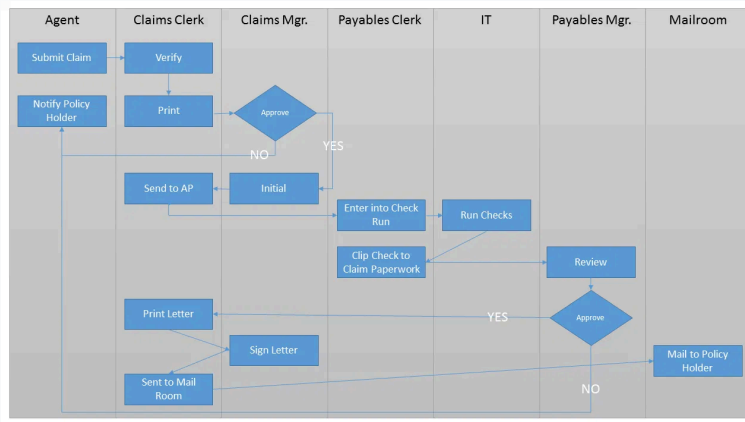 Agent
Claims Clerk
Claims Mgr.
Payables Clerk
IT
Payables Mgr.
Mailroom
Submit Claim
Verify
Notify Policy
Holder
Print
Approve
NO
YES
Send to AP
Initial
Enter into Check
Run
Run Checks
Clip Check to
Claim Paperwork
Review
Print Letter
YES
Approve
Sign Letter
Mail to Policy
Holder
Sent to Mail
Room
NO